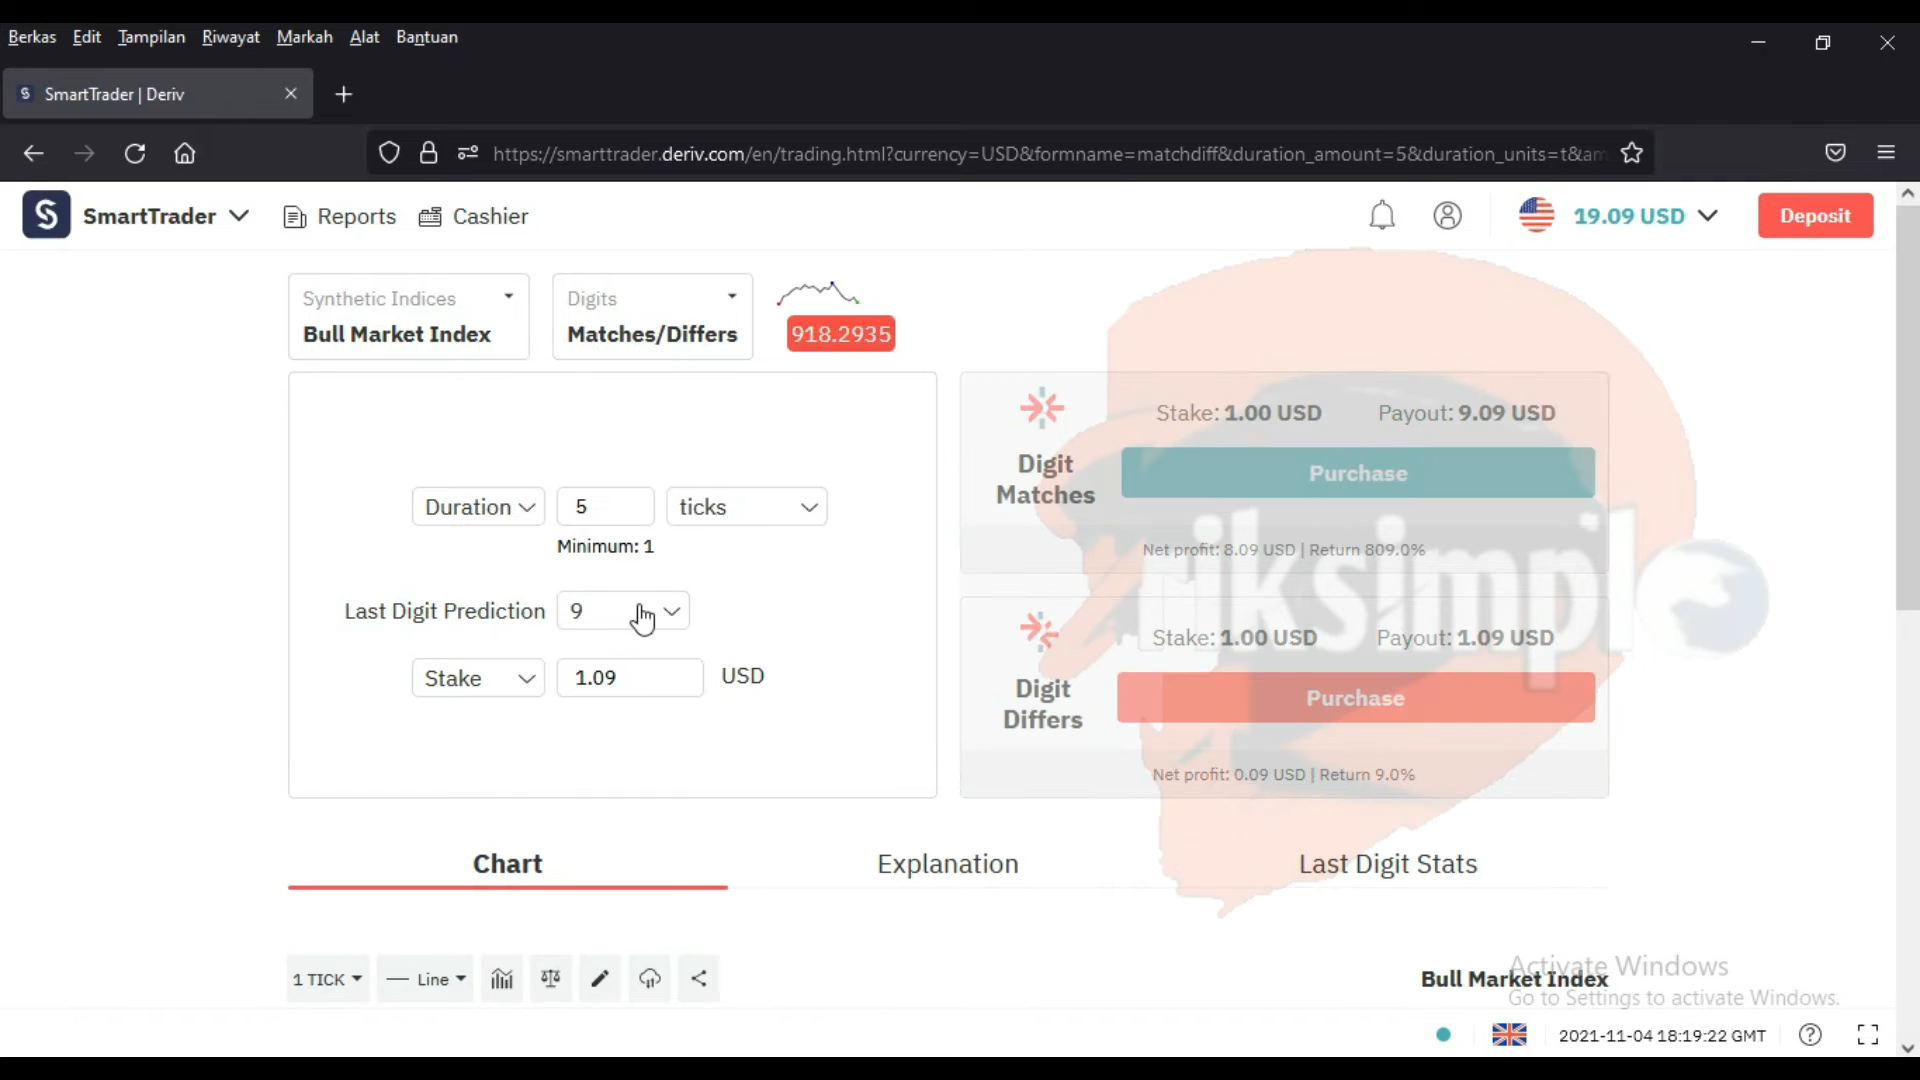 Berkas Edit Tampilan Riwayat Markah Alat Bantuan
SmartTrader | Deriv
https://smarttrader.deriv.com/en/trading.html?currency=USD&formname=matchdiff&duration_amount=5&duration_units=t&am
SmartTrader Reports Cashier 19.09 USD Deposit
Synthetic Indices
Bull Market Index
Digits
Matches/Differs
918.2935
Duration 5 ticks
Minimum: 1
Last Digit Prediction 9
Stake 1.09 USD
Digit
Matches
Stake: 1.00 USD Payout: 9.09 USD
Purchase
Net profit: 8.09 USD | Return 809.0%
Digit
Differs
Stake: 1.00 USD Payout: 1.09 USD
Purchase
Net profit: 0.09 USD | Return 9.0%
Chart Explanation Last Digit Stats
1 TICK Line
Bull Market Index
Activate Windows
Go to Settings to activate Windows.
2021-11-04 18:19:22 GMT